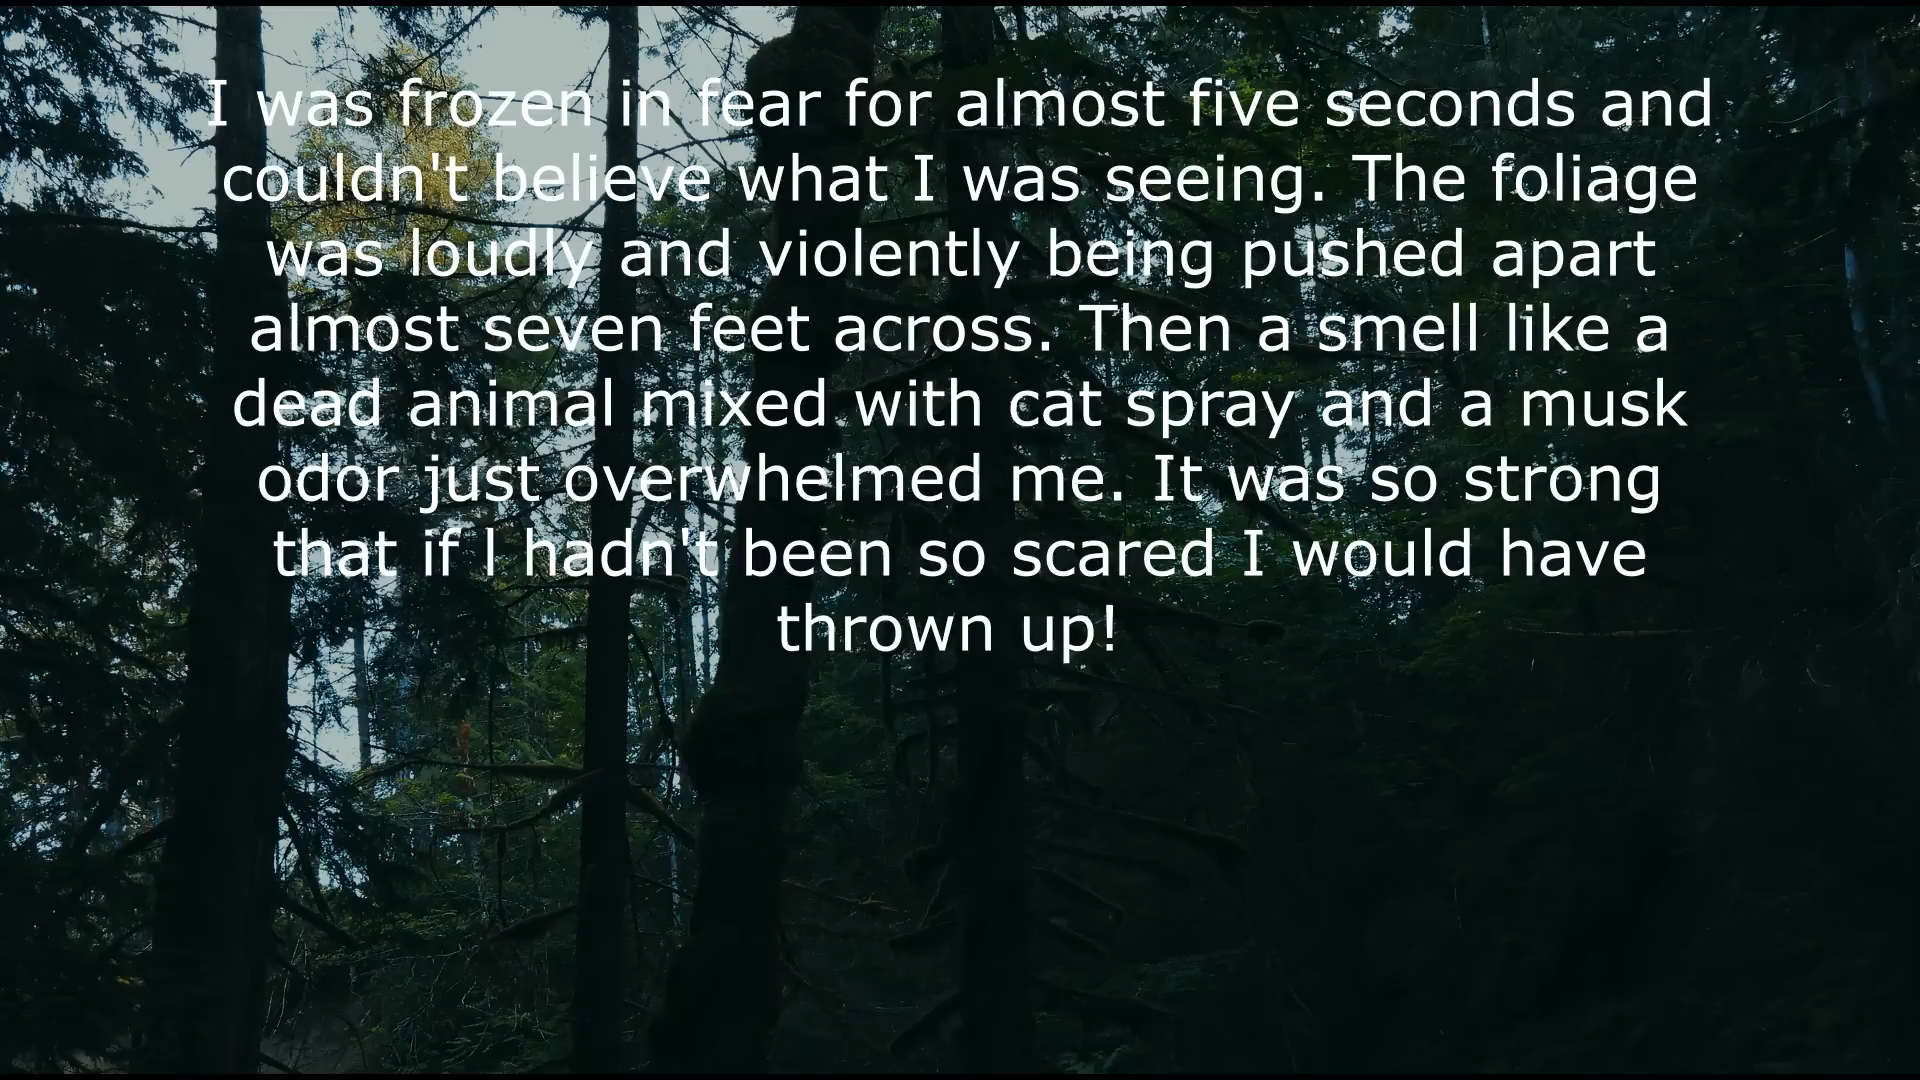 I was frozen in fear for almost five seconds and
couldn't believe what I was seeing. The foliage
was loudly and violently being pushed apart
almost seven feet across. Then a smell like a
dead animal mixed with cat spray and a musk
odor just overwhelmed me. It was so strong
that if l hadn't been so scared I would have
thrown up!